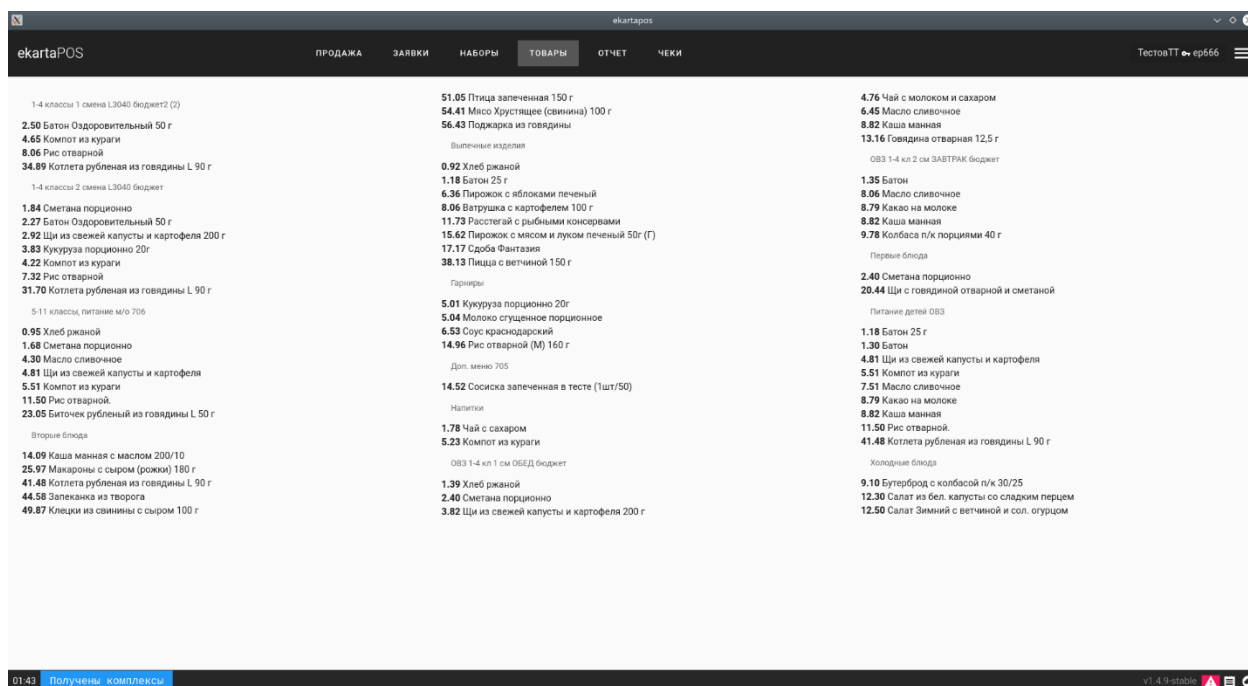 ekartapos
ekartaPOS
ПРОДАЖА
ЗАЯВКИ
НАБОРЫ
ТОВАРЫ
ОТЧЕТ
ЧЕКИ
ТестовТТ ep666
1-4 классы 1 смена L3040 бюджет2 (2)
2.50 Батон Оздоровительный 50 г
4.65 Компот из кураги
8.06 Рис отварной
34.89 Котлета рубленая из говядины L 90 г
1-4 классы 2 смена L3040 бюджет
1.84 Сметана порционно
2.27 Батон Оздоровительный 50 г
2.92 Щи из свежей капусты и картофеля 200 г
3.83 Кукуруза порционно 20г
4.22 Компот из кураги
7.32 Рис отварной
31.70 Котлета рубленая из говядины L 90 г
5-11 классы, питание м/о 706
0.95 Хлеб ржаной
1.68 Сметана порционно
4.30 Масло сливочное
4.81 Щи из свежей капусты и картофеля
5.51 Компот из кураги
11.50 Рис отварной.
23.05 Биточек рубленый из говядины L 50 г
Вторые блюда
14.09 Каша манная с маслом 200/10
25.97 Макароны с сыром (рожки) 180 г
41.48 Котлета рубленая из говядины L 90 г
44.58 Запеканка из творога
49.87 Клецки из свинины с сыром 100 г
51.05 Птица запеченная 150 г
54.41 Мясо Хрустящее (свинина) 100 г
56.43 Поджарка из говядины
Выпечные изделия
0.92 Хлеб ржаной
1.18 Батон 25 г
6.36 Пирожок с яблоками печеный
8.06 Ватрушка с картофелем 100 г
11.73 Расстегай с рыбными консервами
15.62 Пирожок с мясом и луком печеный 50г (Г)
17.17 Сдоба Фантазия
38.13 Пицца с ветчиной 150 г
Гарниры
5.01 Кукуруза порционно 20г
5.04 Молоко сгущенное порционное
6.53 Соус краснодарский
14.96 Рис отварной (М) 160 г
Доп. меню 705
14.52 Сосиска запеченная в тесте (1шт/50)
Напитки
1.78 Чай с сахаром
5.23 Компот из кураги
ОВЗ 1-4 кл 1 см ОБЕД бюджет
1.39 Хлеб ржаной
2.40 Сметана порционно
3.82 Щи из свежей капусты и картофеля 200 г
4.76 Чай с молоком и сахаром
6.45 Масло сливочное
8.82 Каша манная
13.16 Говядина отварная 12,5 г
ОВЗ 1-4 кл 2 см ЗАВТРАК бюджет
1.35 Батон
8.06 Масло сливочное
8.79 Какао на молоке
8.82 Каша манная
9.78 Колбаса п/к порциями 40 г
Первые блюда
2.40 Сметана порционно
20.44 Щи с говядиной отварной и сметаной
Питание детей ОВЗ
1.18 Батон 25 г
1.30 Батон
4.81 Щи из свежей капусты и картофеля
5.51 Компот из кураги
7.51 Масло сливочное
8.79 Какао на молоке
8.82 Каша манная
11.50 Рис отварной.
41.48 Котлета рубленая из говядины L 90 г
Холодные блюда
9.10 Бутерброд с колбасой п/к 30/25
12.30 Салат из бел. капусты со сладким перцем
12.50 Салат Зимний с ветчиной и сол. огурцом
01:43 Получены комплексы
v1.4.9-stable